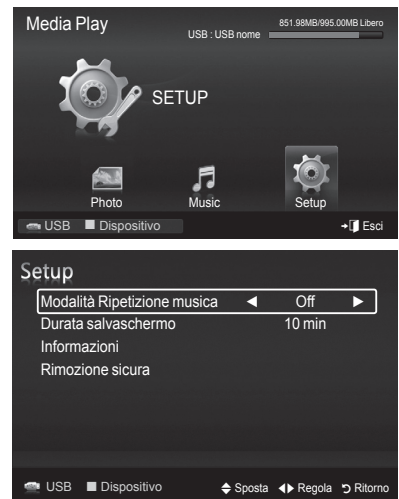 Media Play
851.98MB/995.00MB Libero
USB : USB nome
SETUP
Photo Music Setup
USB Dispositivo Esci
Setup
Modalità Ripetizione musica Off
Durata salvaschermo 10 min
Informazioni
Rimozione sicura
USB Dispositivo Sposta Regola Ritorno